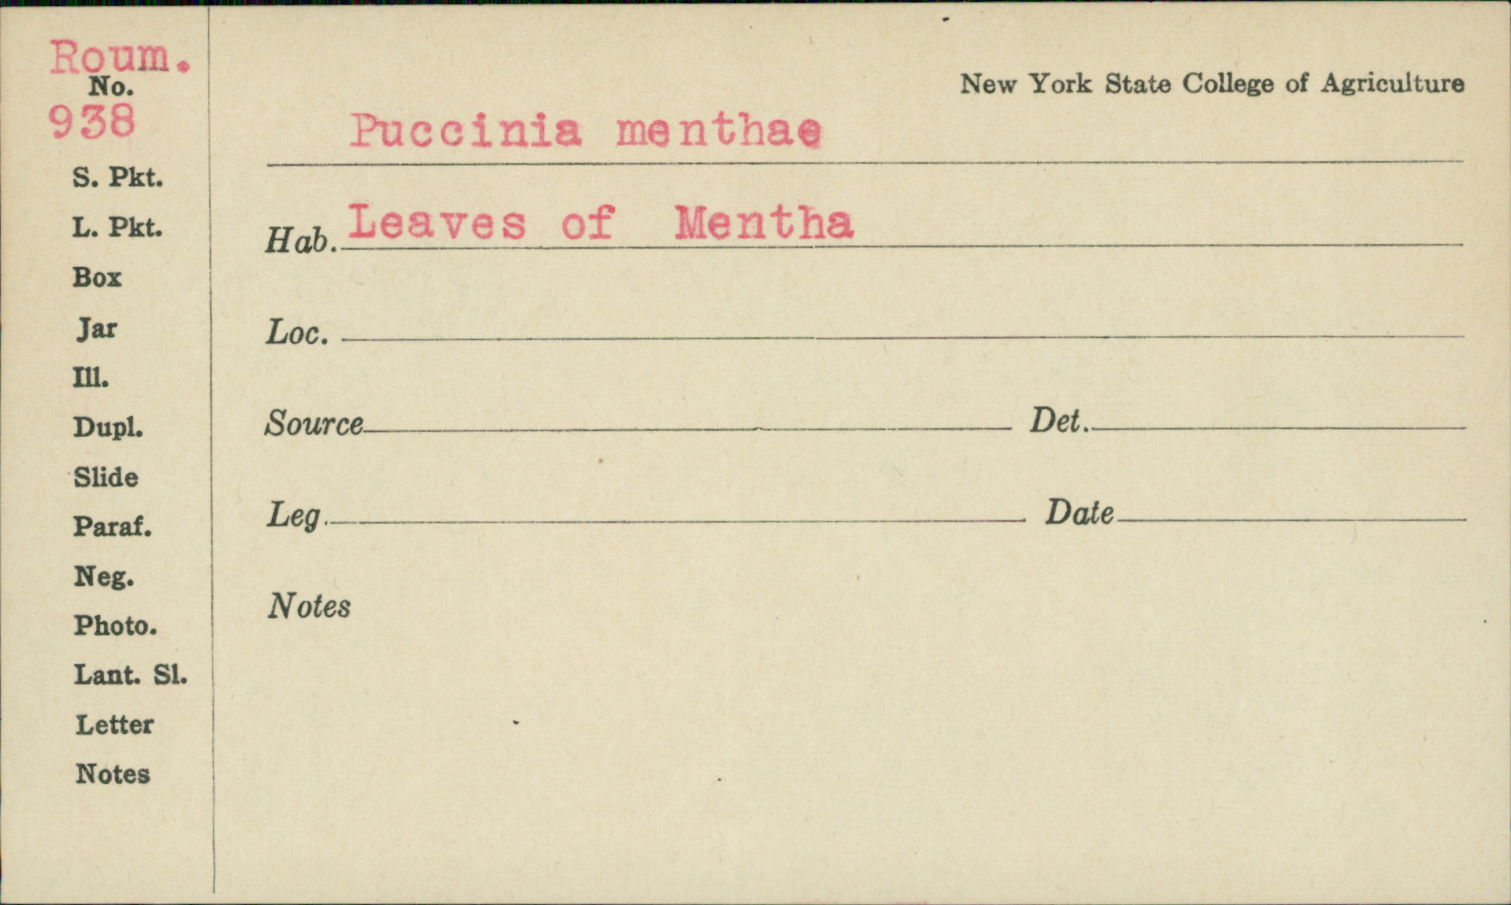 Roum.
No.
938
S. Pkt.
L. Pkt.
Box
Jar
Ill.
Dupl.
Slide
Paraf.
Neg.
Photo.
Lant. Sl.
Letter
Notes
New York State College of Agriculture
Puccinia menthae
Hab. Leaves of Mentha
Loc.
Source Det.
Leg. Date
Notes